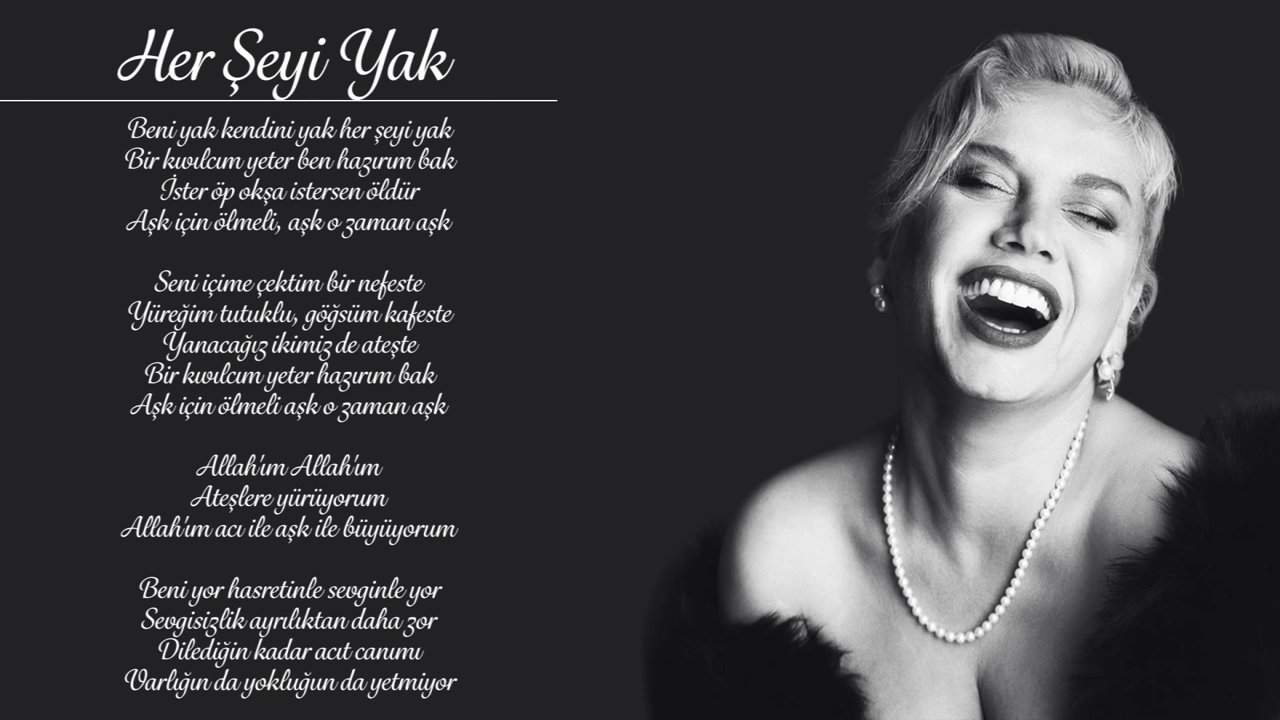 Her Şeyi Yak
Beni yak kendini yak her şeyi yak
Bir kıvılcım yeter ben hazırım bak
İster öp okşa istersen öldür
Aşk için ölmeli, aşk o zaman aşk
Seni içime çektim bir nefeste
Yüreğim tutuklu, göğsüm kafeste
Yanacağız ikimiz de ateşte
Bir kıvılcım yeter hazırım bak
Aşk için ölmeli aşk o zaman aşk
Allah'ım Allah'ım
Ateşlere yürüyorum
Allah'ım acı ile aşk ile büyüyorum
Beni yor hasretinle sevginle yor
Sevgisizlik ayrılıktan daha zor
Dilediğin kadar acıt canımı
Varlığın da yokluğun da yetmiyor